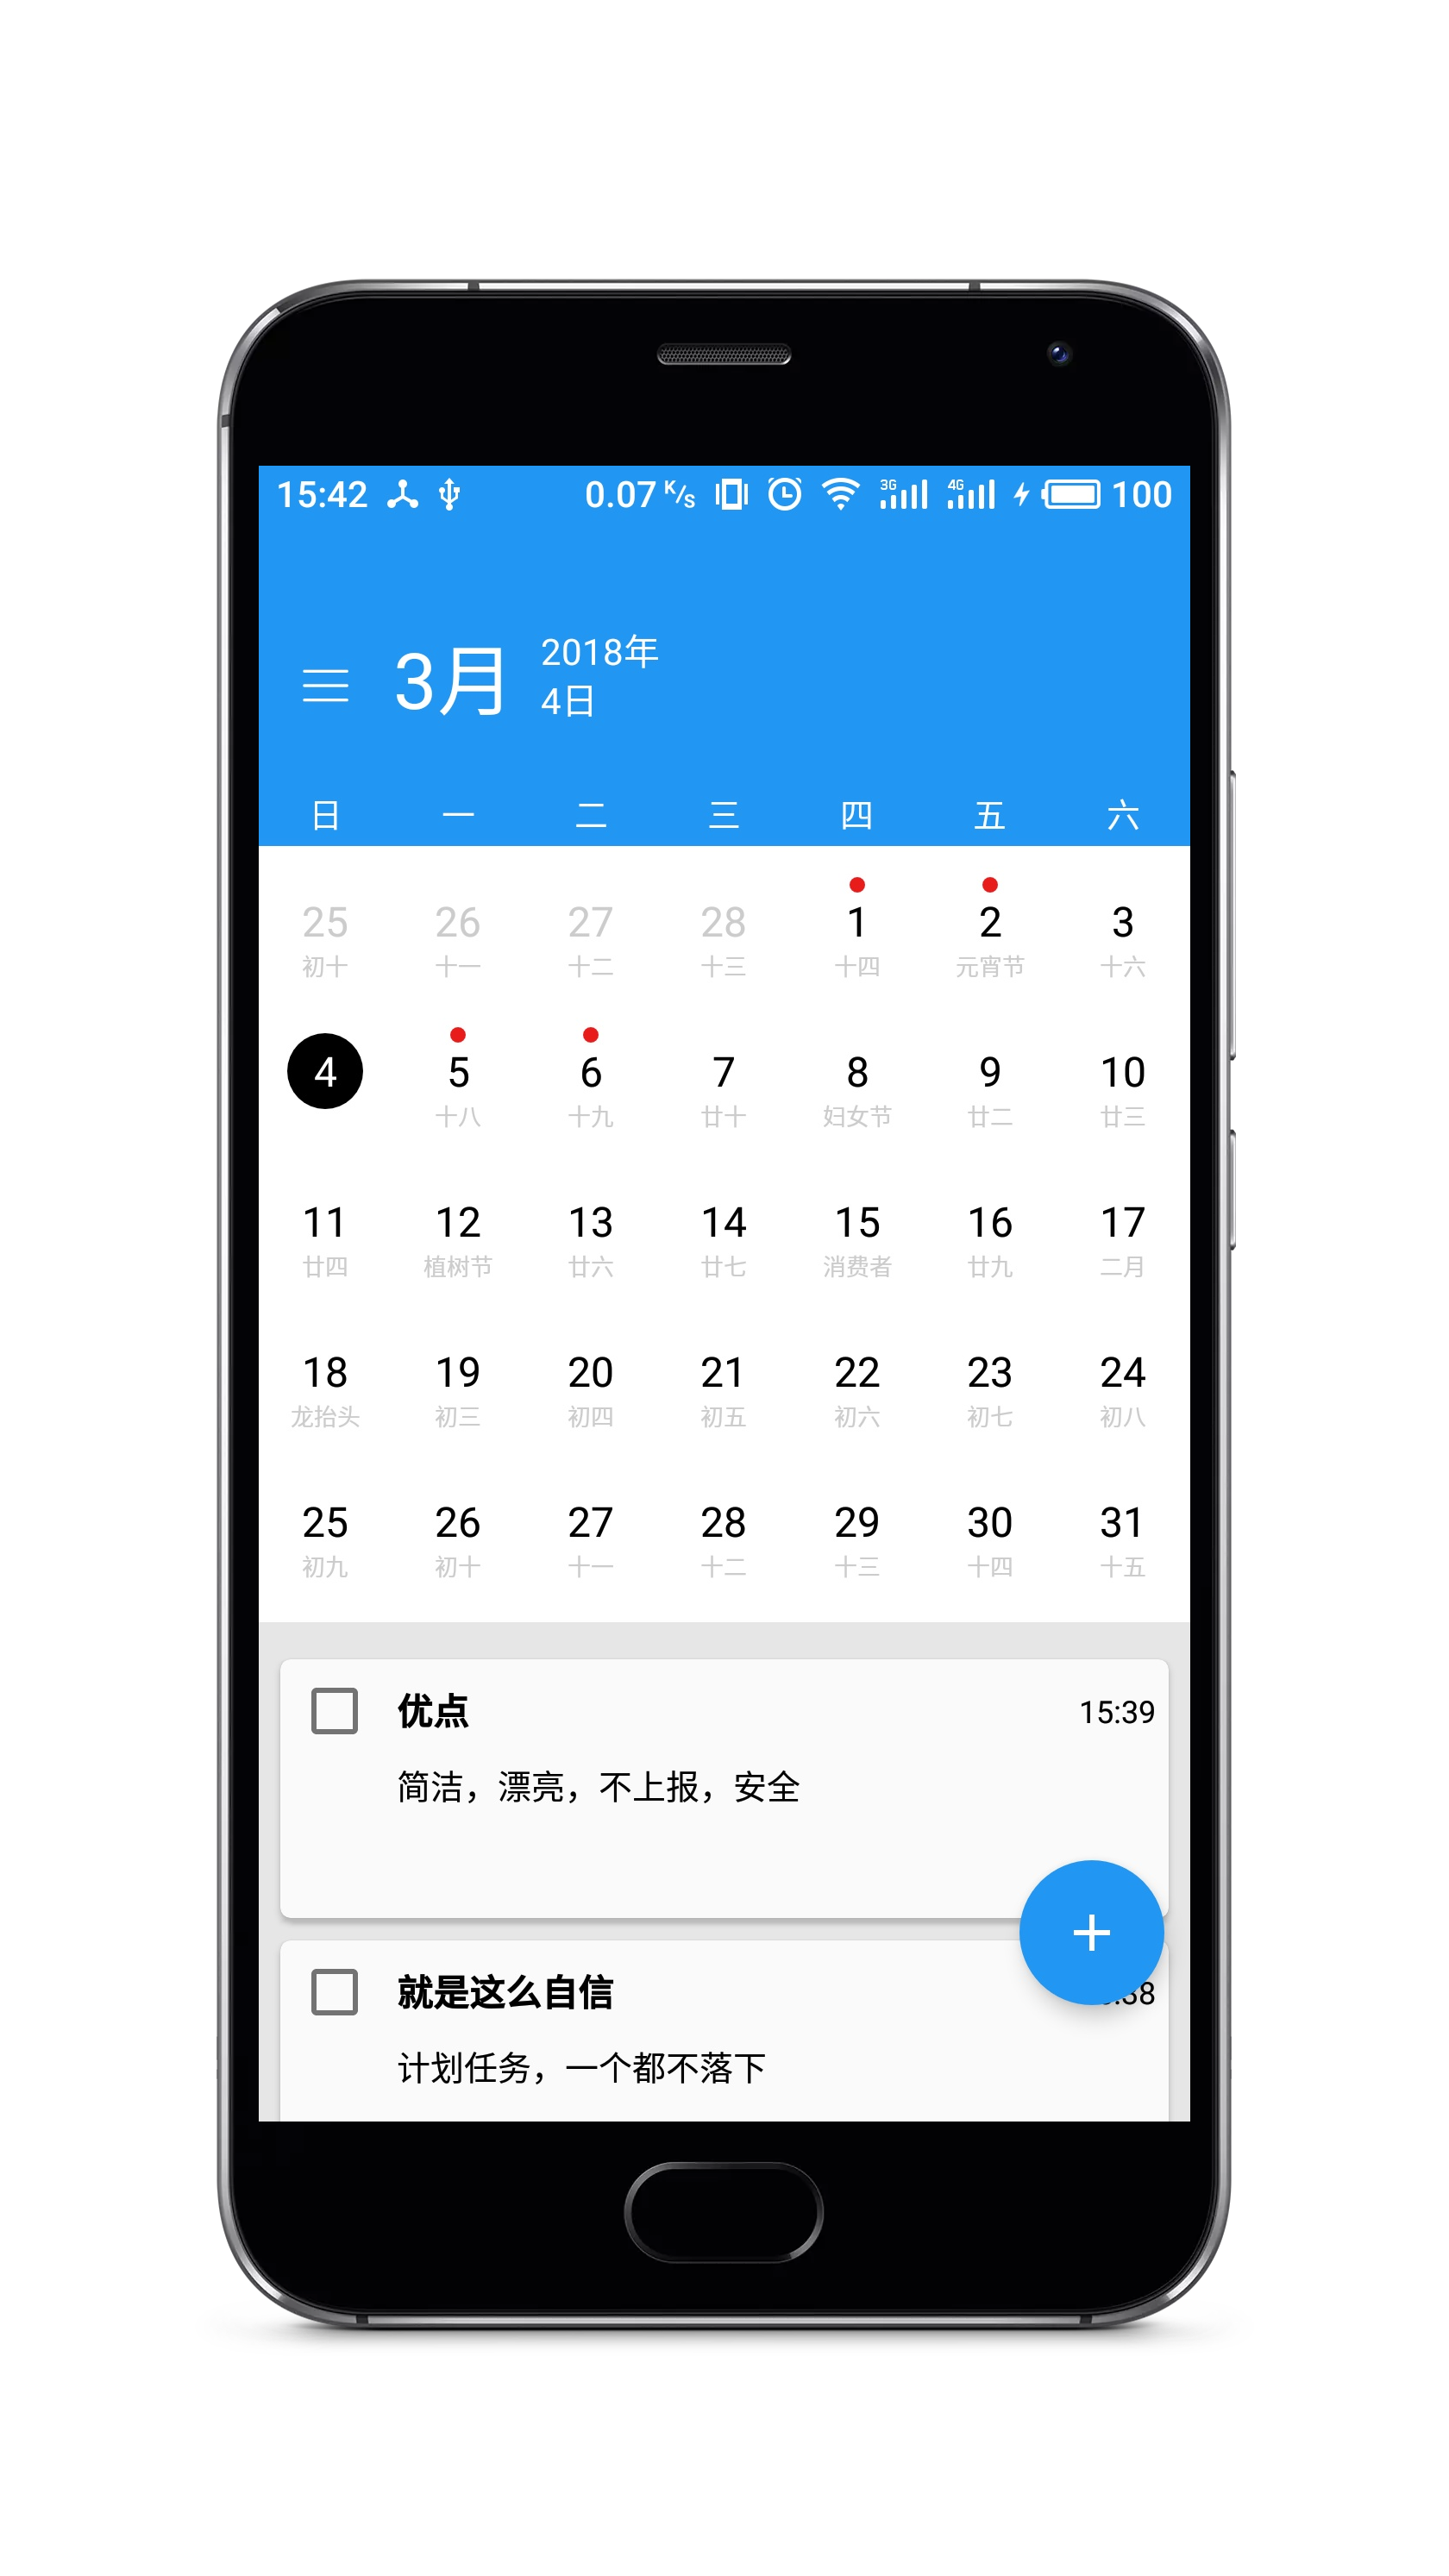 15:42 0.07 K/s 3G 4G 100
3月
2018年
4日
日 一 二 三 四 五 六
25 26 27 28 1 2 3
初十 十一 十二 十三 十四 元宵节 十六
4 5 6 7 8 9 10
十八 十九 廿十 妇女节 廿二 廿三
11 12 13 14 15 16 17
廿四 植树节 廿六 廿七 消费者 廿九 二月
18 19 20 21 22 23 24
龙抬头 初三 初四 初五 初六 初七 初八
25 26 27 28 29 30 31
初九 初十 十一 十二 十三 十四 十五
优点 15:39
简洁，漂亮，不上报，安全
+
就是这么自信
计划任务，一个都不落下